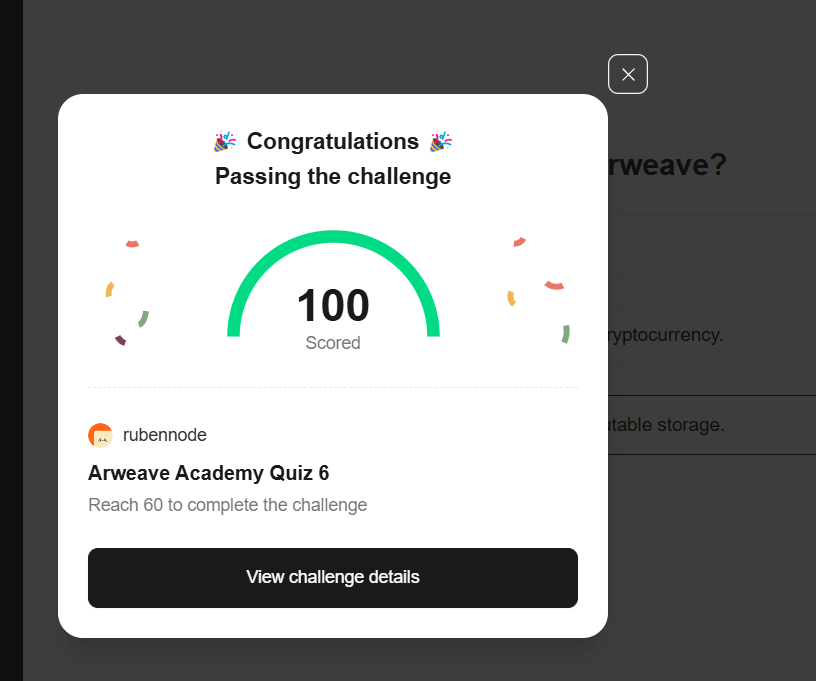 🎉 Congratulations 🎉
Passing the challenge
100
Scored
rubennode
Arweave Academy Quiz 6
Reach 60 to complete the challenge
View challenge details
rweave?
ryptocurrency.
utable storage.